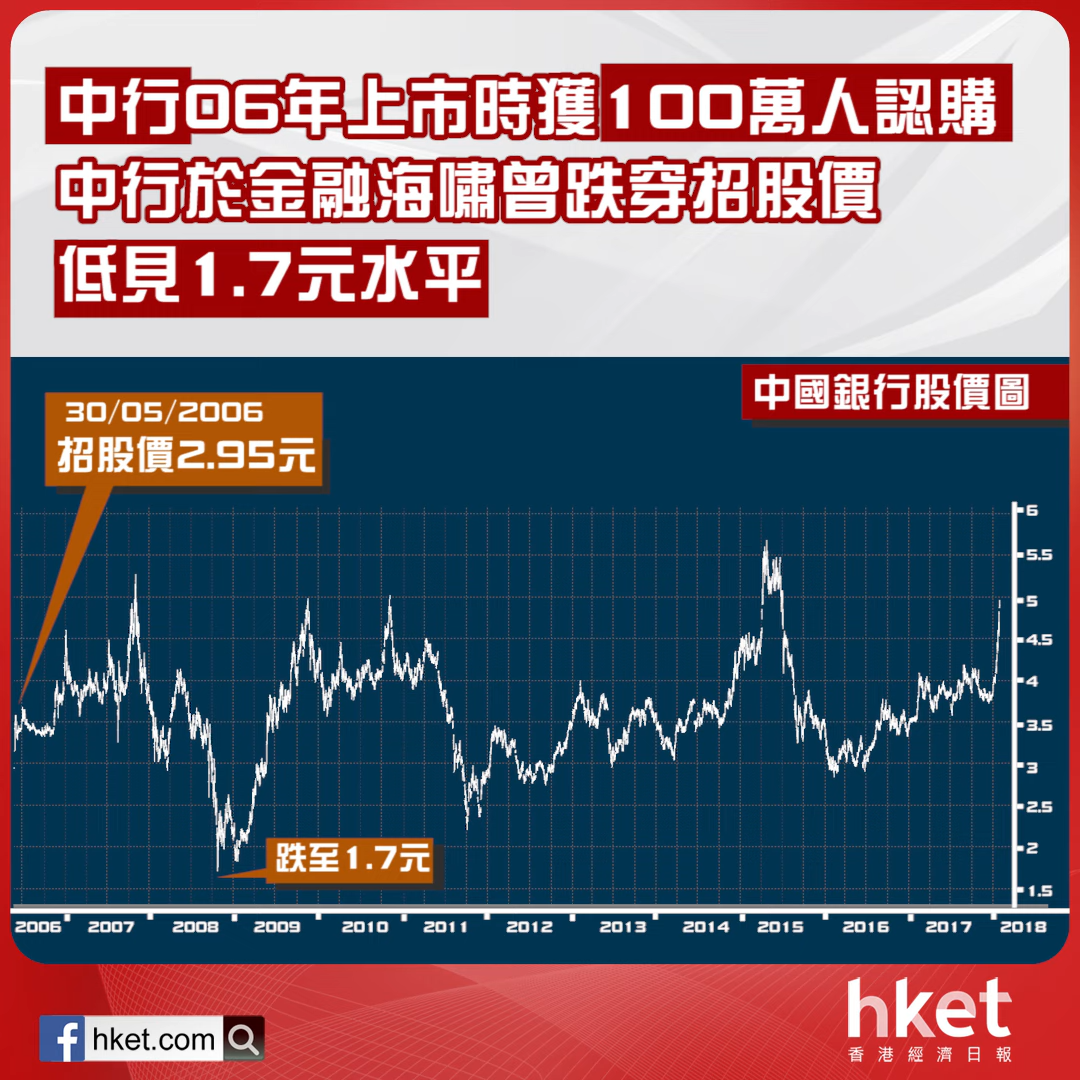 中行06年上市時獲100萬人認購
中行於金融海嘯曾跌穿招股價
低見1.7元水平
中國銀行股價圖
30/05/2006
招股價2.95元
6
5.5
5
4.5
4
3.5
3
2.5
2
1.5
跌至1.7元
2006 2007 2008 2009 2010 2011 2012 2013 2014 2015 2016 2017 2018
hket
香港經濟日報
f hket.com